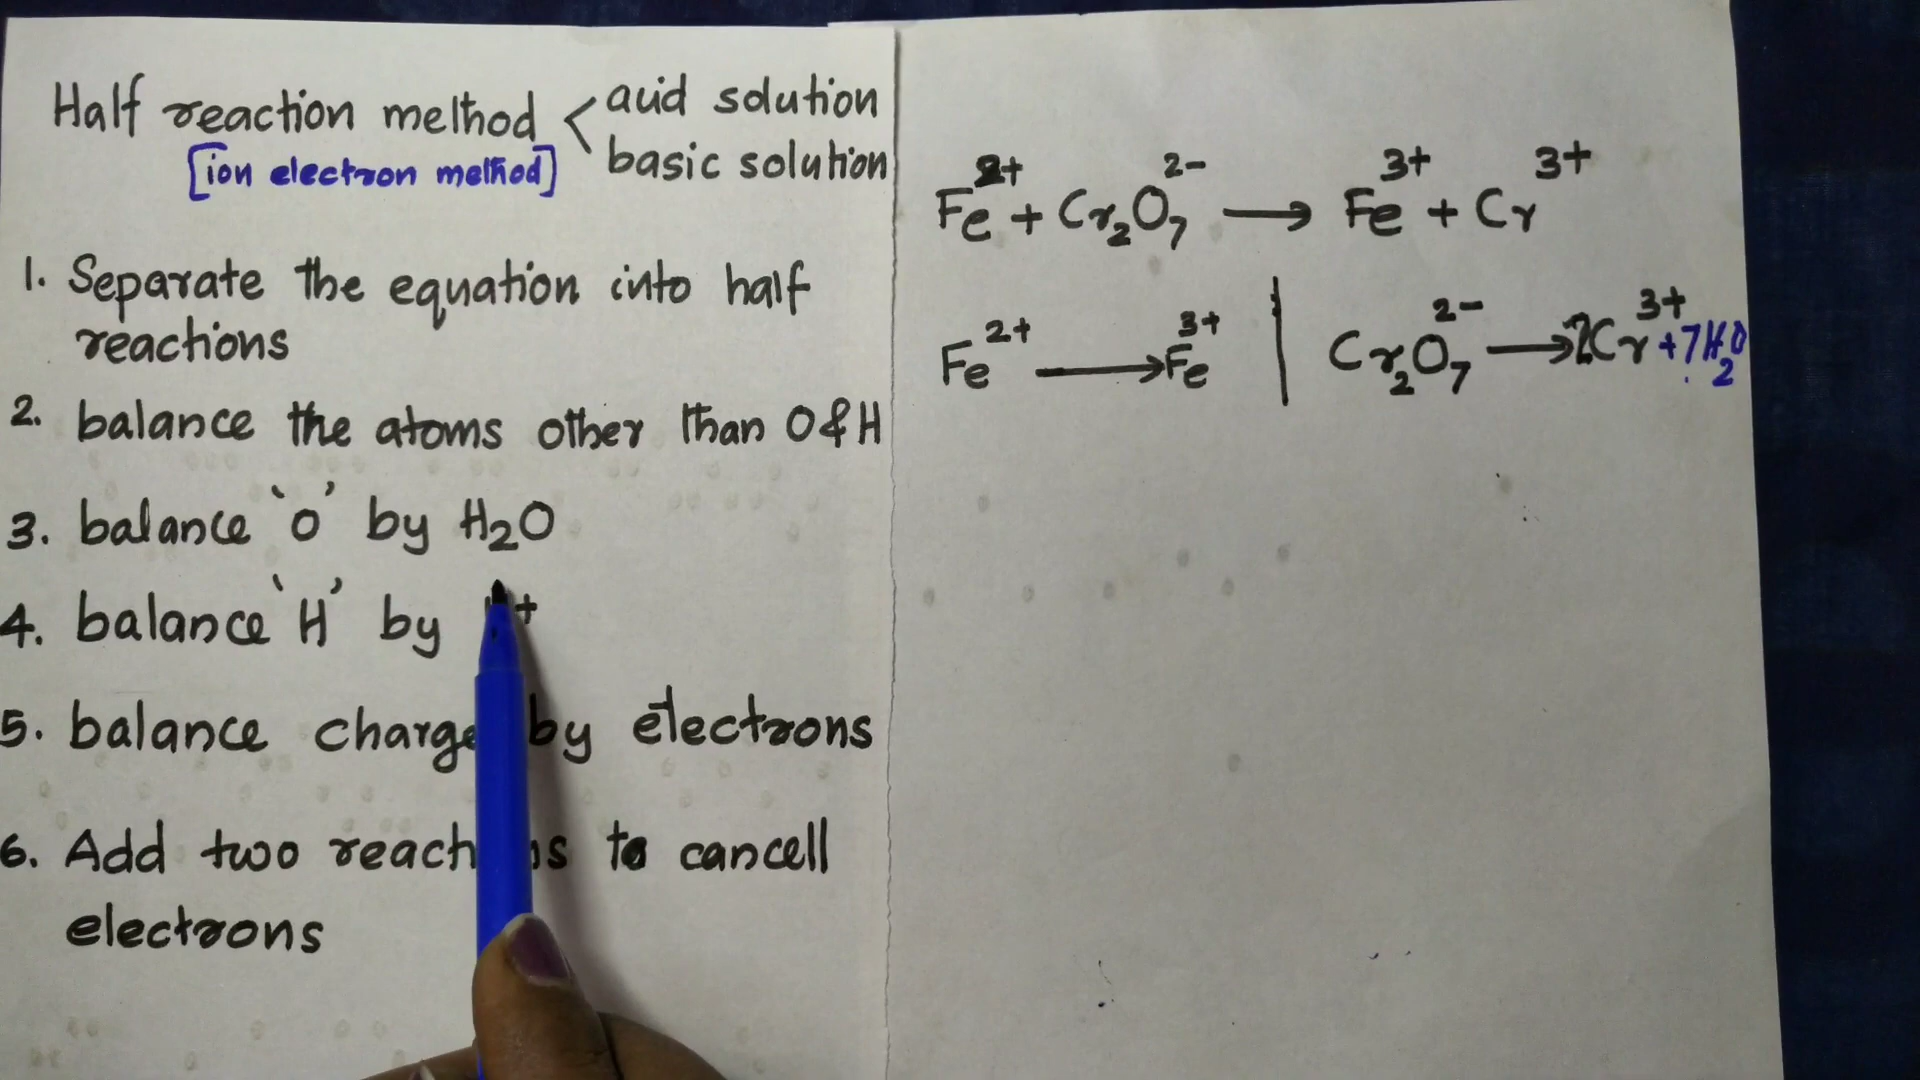 Half reaction method < acid solution
basic solution
[ion electron method]
1. Separate the equation into half
reactions
2. balance the atoms other than O & H
3. balance 'O' by H2O
4. balance 'H' by +
5. balance charge by electrons
6. Add two to cancell
electrons
Fe2+ + Cr2O7 2- → Fe3+ + Cr3+
Fe2+ → Fe3+ | Cr2O7 2- → 2Cr3+ + 7H2O